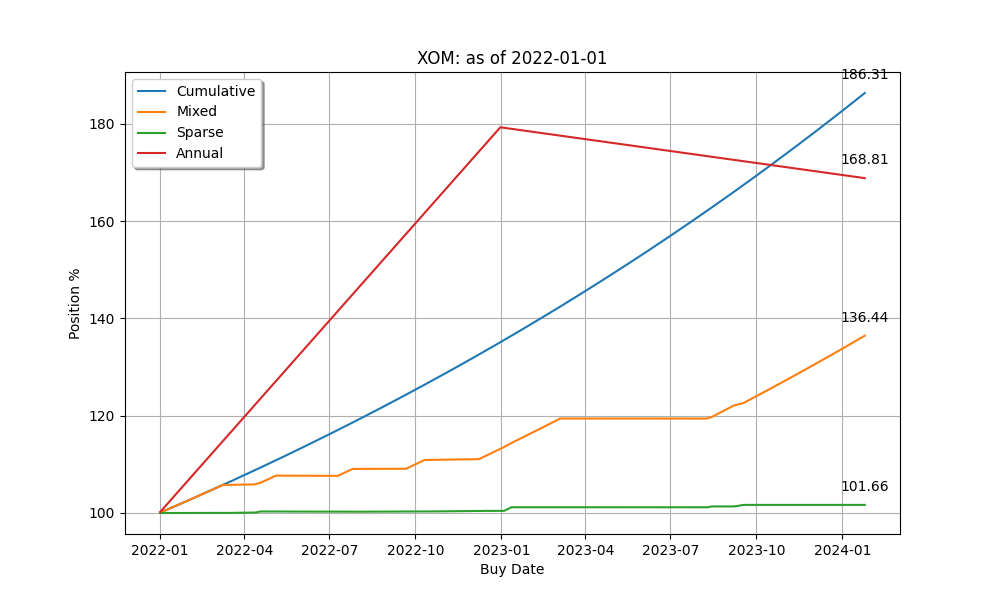 XOM: as of 2022-01-01
Cumulative
Mixed
Sparse
Annual
186.31
168.81
136.44
101.66
Position %
180
160
140
120
100
2022-01 2022-04 2022-07 2022-10 2023-01 2023-04 2023-07 2023-10 2024-01
Buy Date